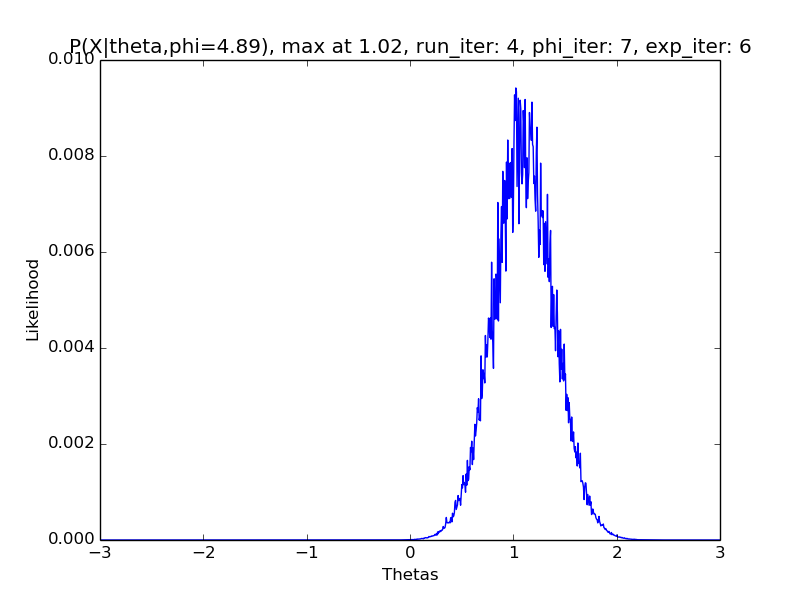 P(X|theta,phi=4.89), max at 1.02, run_iter: 4, phi_iter: 7, exp_iter: 6
0.010
0.008
0.006
0.004
0.002
0.000
Likelihood
−3 −2 −1 0 1 2 3
Thetas